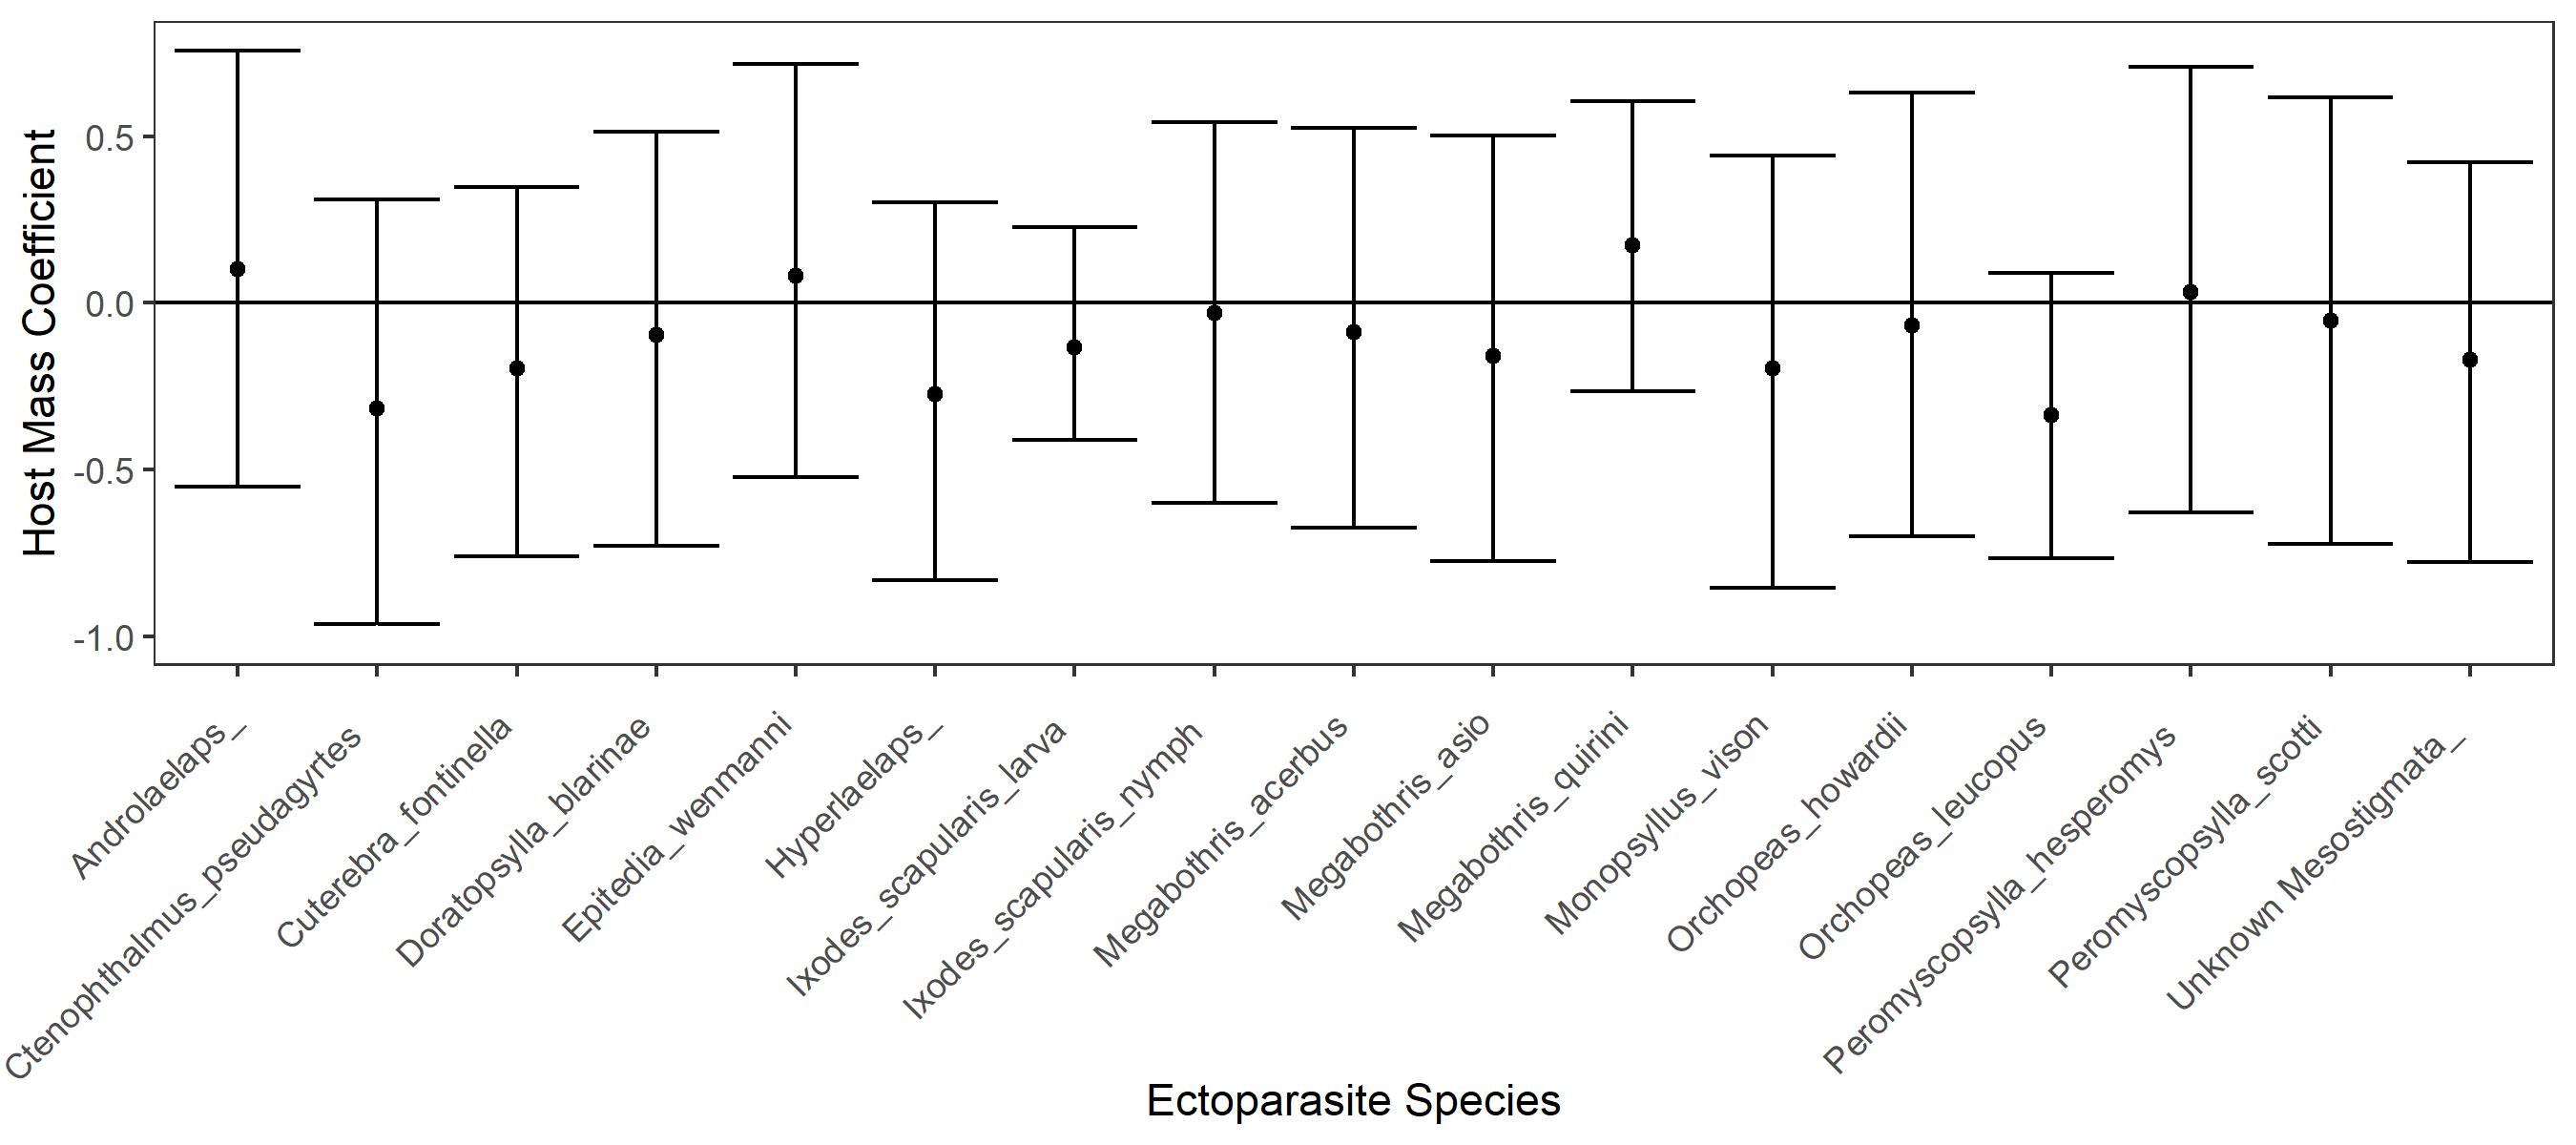 Host Mass Coefficient
0.5
0.0
-0.5
-1.0
Androlaelaps_
Ctenophthalmus_pseudagyrtes
Cuterebra_fontinella
Doratopsylla_blarinae
Epitedia_wenmanni
Hyperlaelaps_
Ixodes_scapularis_larva
Ixodes_scapularis_nymph
Megabothris_acerbus
Megabothris_asio
Megabothris_quirini
Monopsyllus_vison
Orchopeas_howardii
Orchopeas_leucopus
Peromyscopsylla_hesperomys
Peromyscopsylla_scotti
Unknown Mesostigmata_
Ectoparasite Species